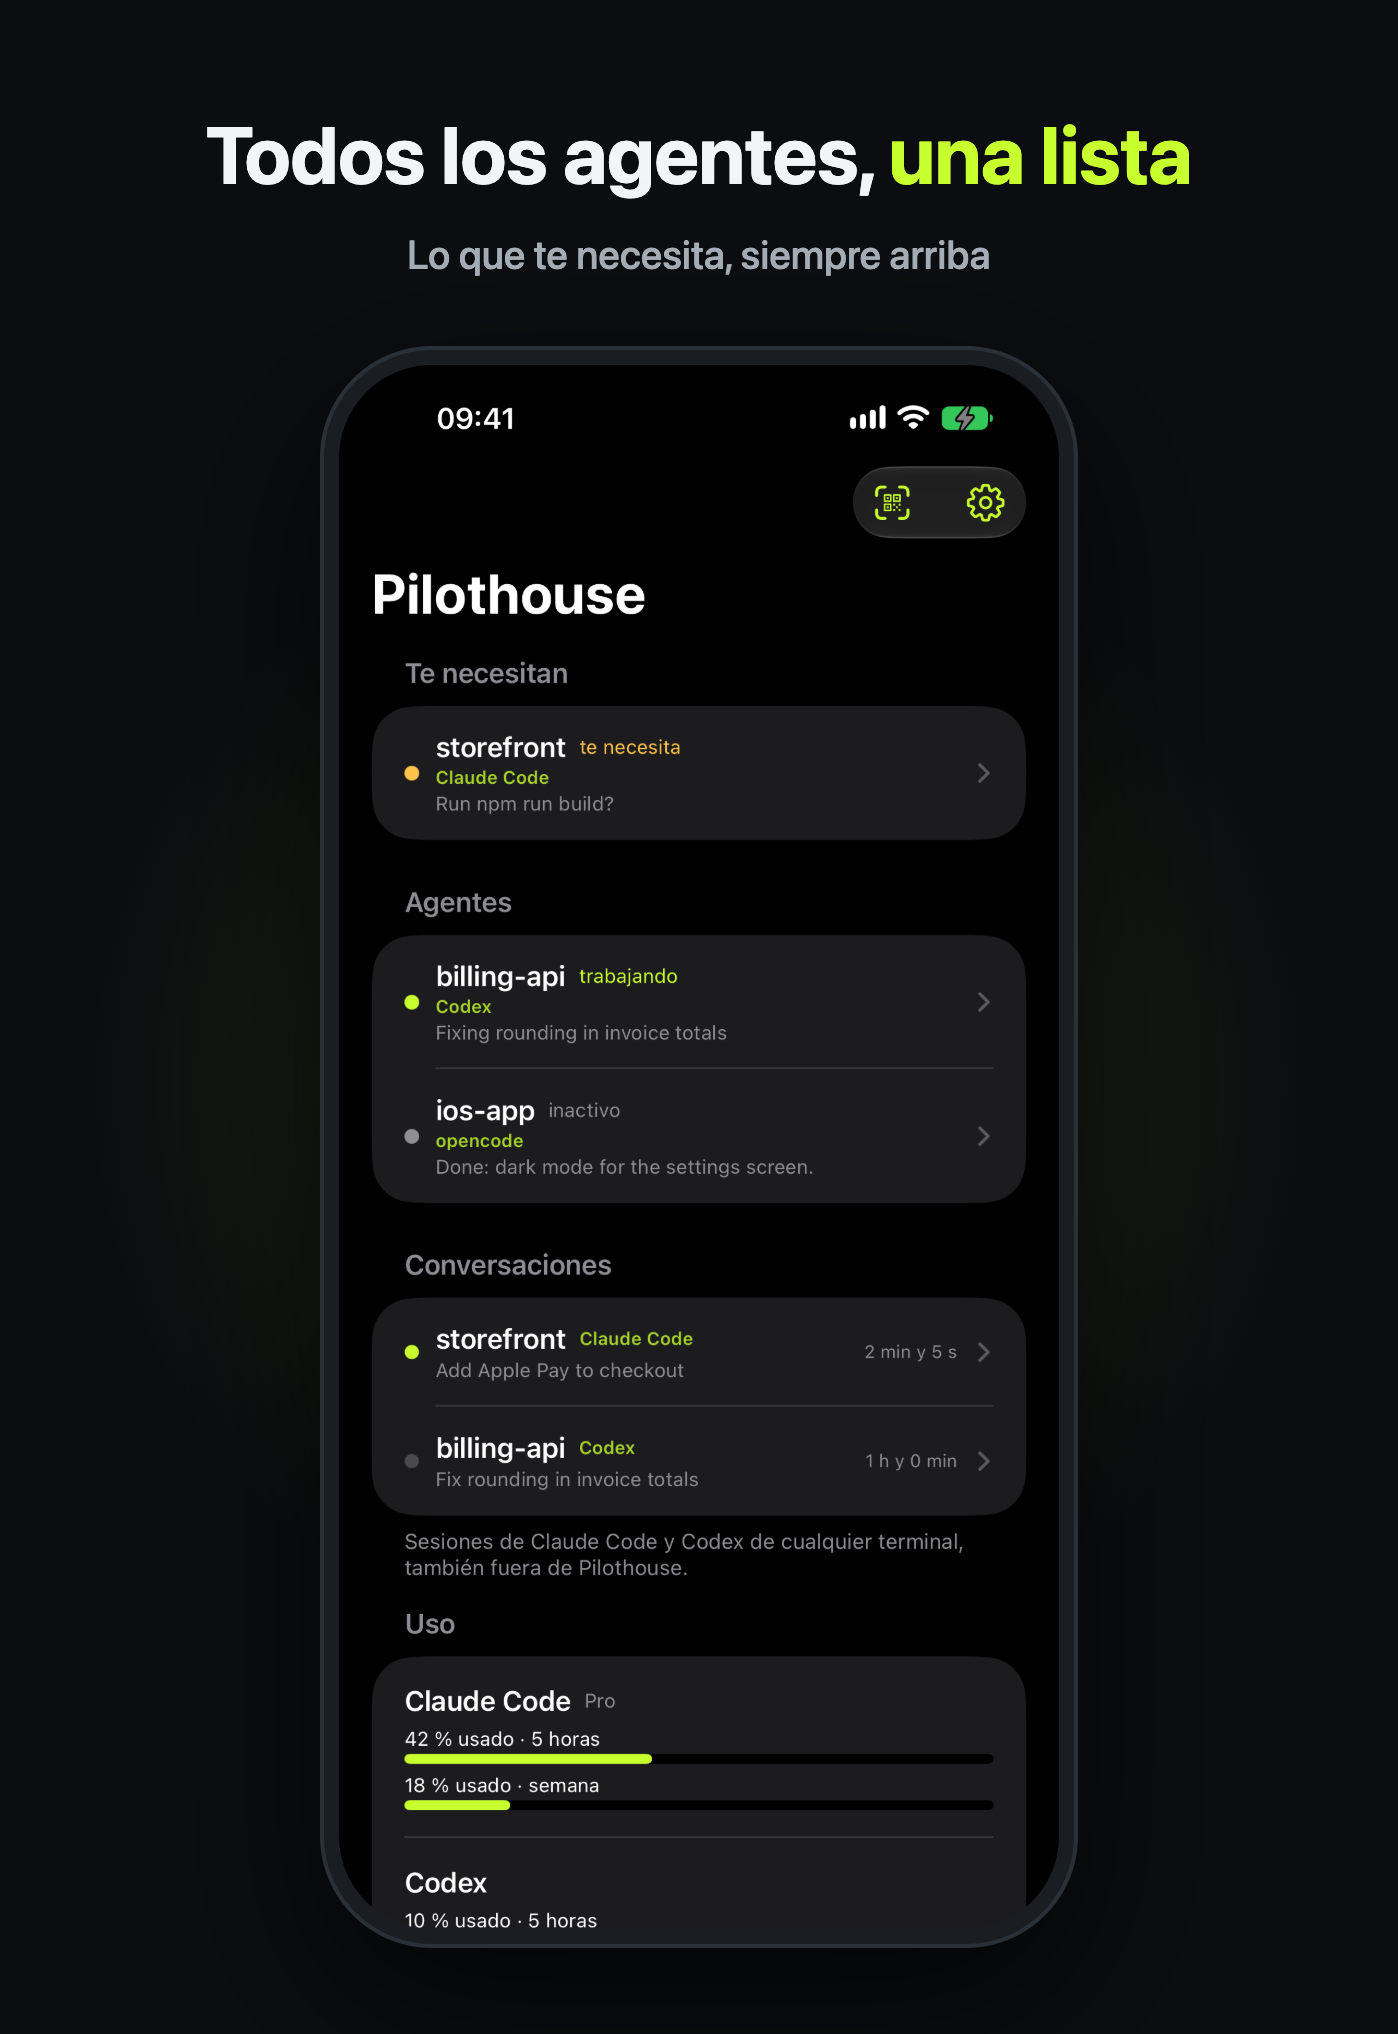 Todos los agentes, una lista
Lo que te necesita, siempre arriba
09:41
Pilothouse
Te necesitan
storefront te necesita
Claude Code
Run npm run build?
Agentes
billing-api trabajando
Codex
Fixing rounding in invoice totals
ios-app inactivo
opencode
Done: dark mode for the settings screen.
Conversaciones
storefront Claude Code
Add Apple Pay to checkout
2 min y 5 s
billing-api Codex
Fix rounding in invoice totals
1 h y 0 min
Sesiones de Claude Code y Codex de cualquier terminal,
también fuera de Pilothouse.
Uso
Claude Code Pro
42 % usado · 5 horas
18 % usado · semana
Codex
10 % usado · 5 horas